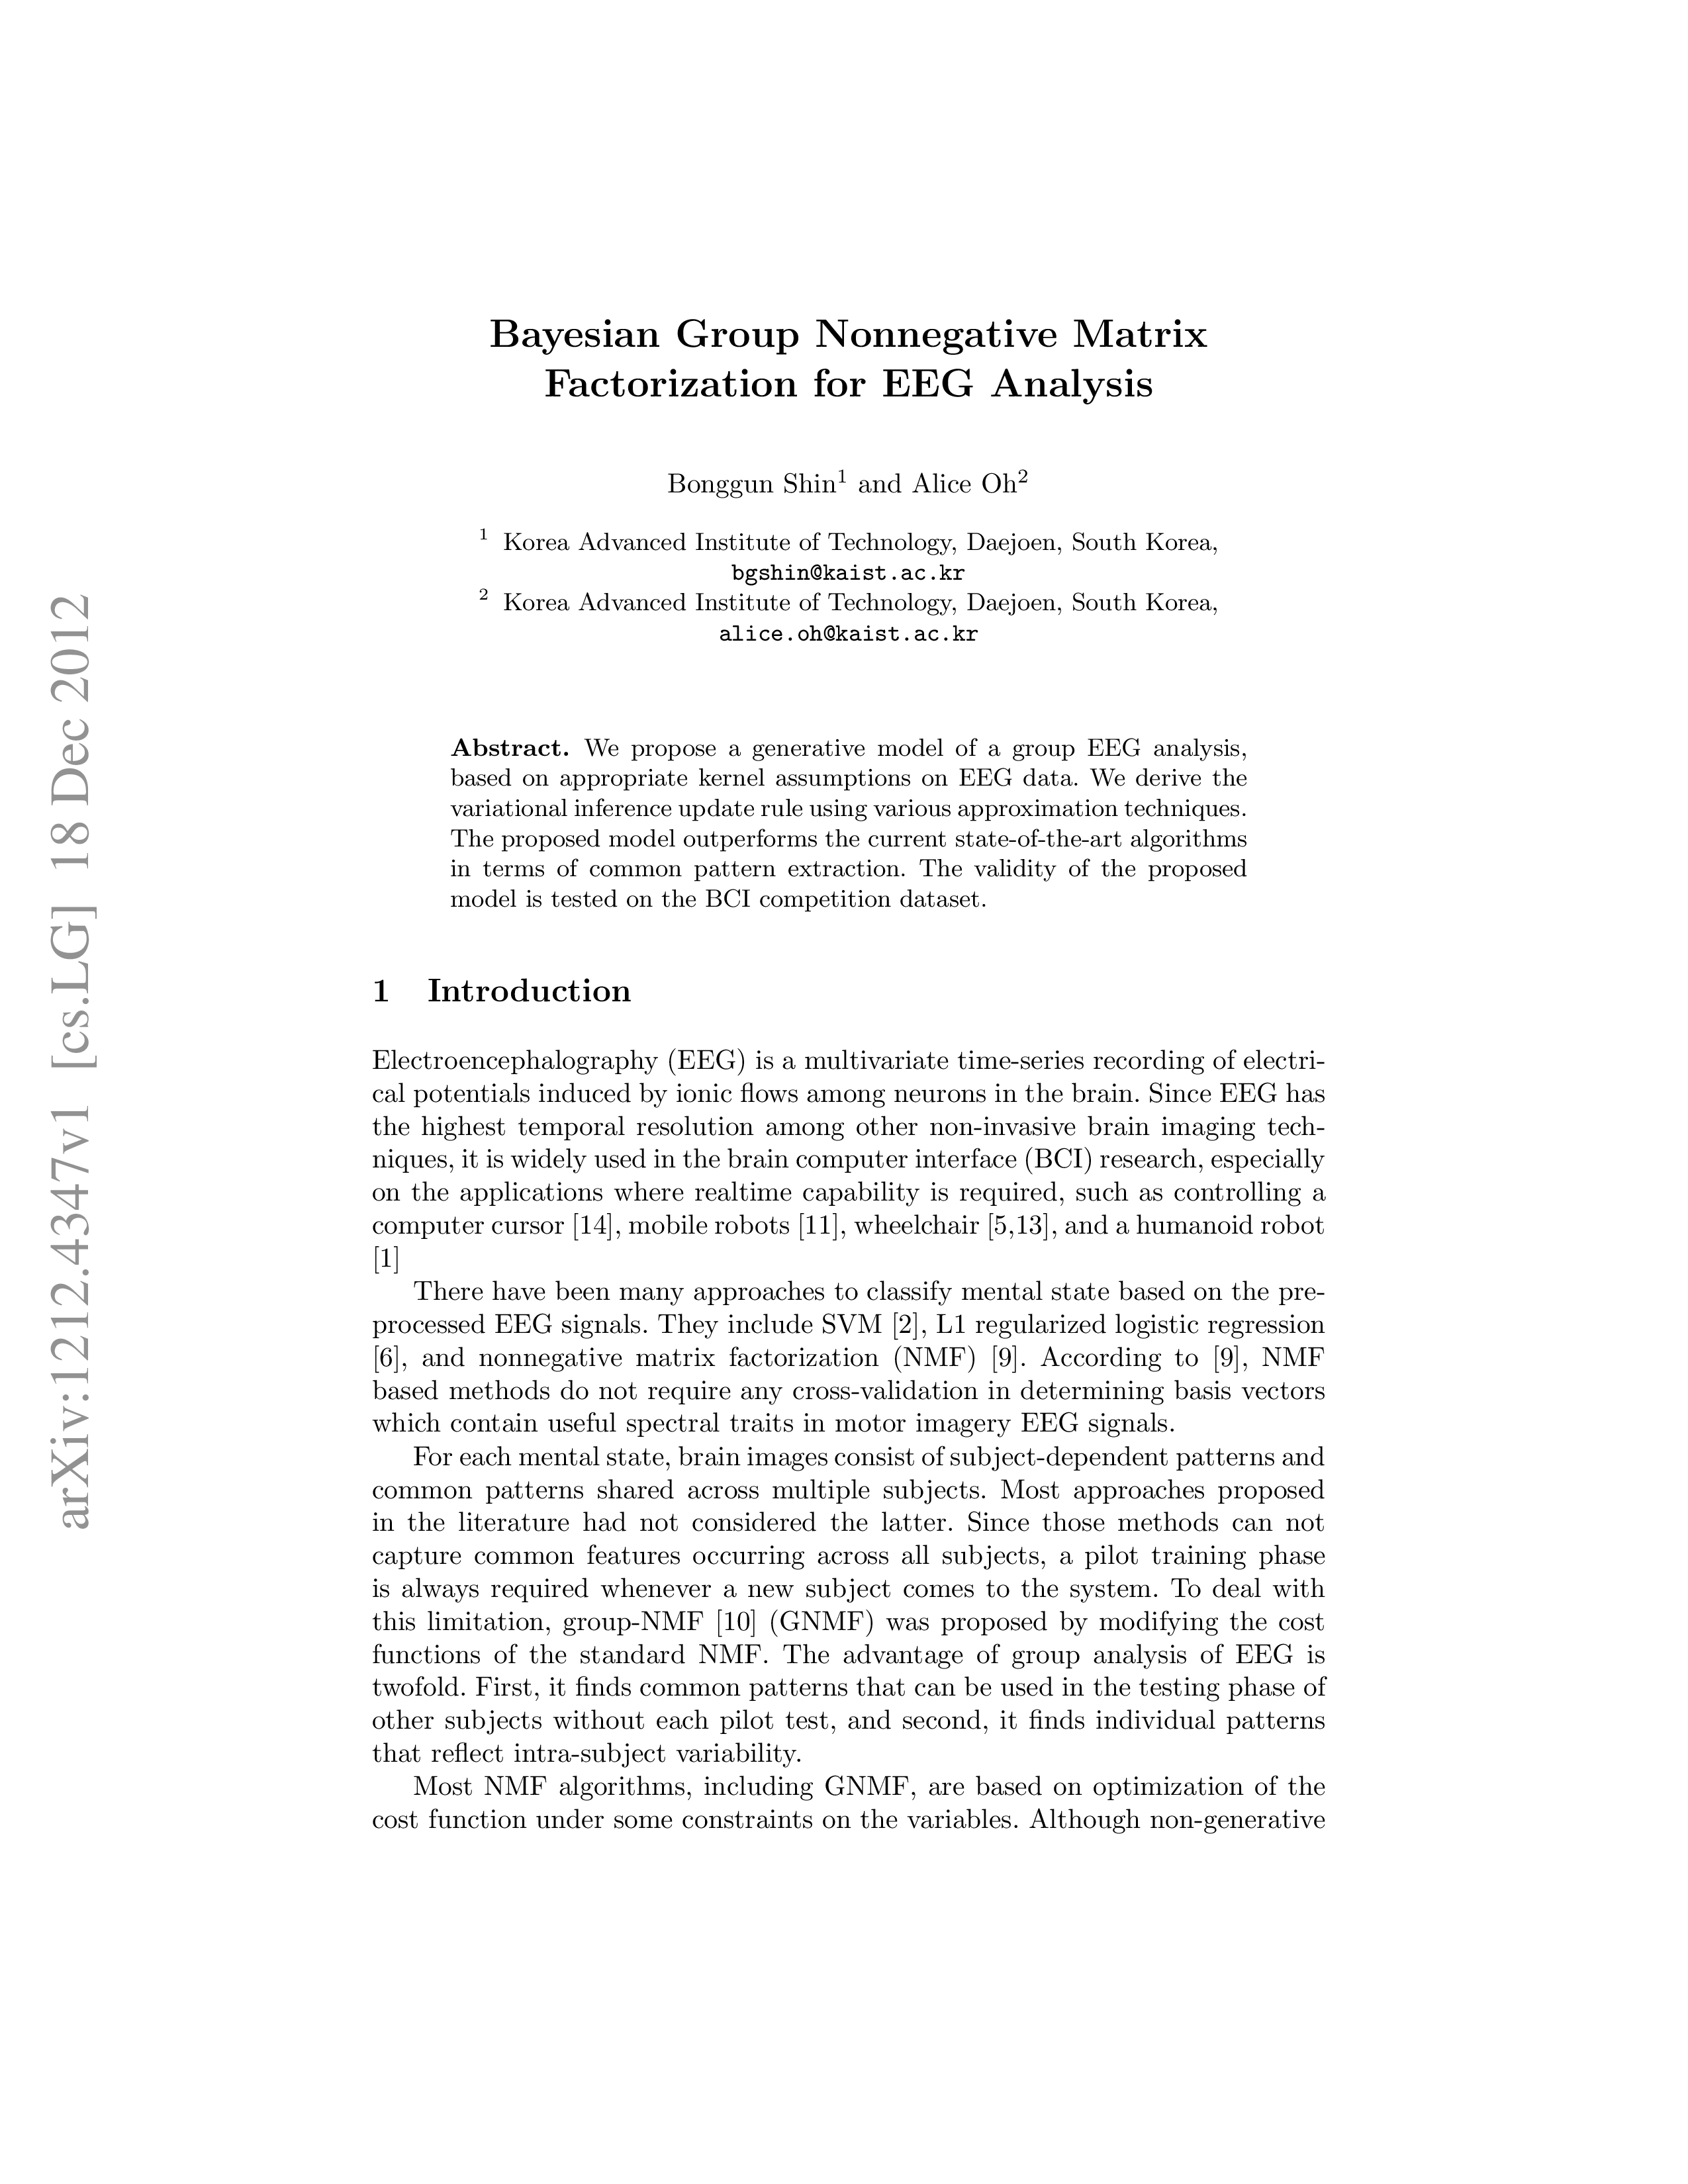 arXiv:1212.4347v1 [cs.LG] 18 Dec 2012
Bayesian Group Nonnegative Matrix
Factorization for EEG Analysis
Bonggun Shin1 and Alice Oh2
1 Korea Advanced Institute of Technology, Daejoen, South Korea,
bgshin@kaist.ac.kr
2 Korea Advanced Institute of Technology, Daejoen, South Korea,
alice.oh@kaist.ac.kr
Abstract. We propose a generative model of a group EEG analysis,
based on appropriate kernel assumptions on EEG data. We derive the
variational inference update rule using various approximation techniques.
The proposed model outperforms the current state-of-the-art algorithms
in terms of common pattern extraction. The validity of the proposed
model is tested on the BCI competition dataset.
1 Introduction
Electroencephalography (EEG) is a multivariate time-series recording of electri-
cal potentials induced by ionic flows among neurons in the brain. Since EEG has
the highest temporal resolution among other non-invasive brain imaging tech-
niques, it is widely used in the brain computer interface (BCI) research, especially
on the applications where realtime capability is required, such as controlling a
computer cursor [14], mobile robots [11], wheelchair [5,13], and a humanoid robot
[1]
There have been many approaches to classify mental state based on the pre-
processed EEG signals. They include SVM [2], L1 regularized logistic regression
[6], and nonnegative matrix factorization (NMF) [9]. According to [9], NMF
based methods do not require any cross-validation in determining basis vectors
which contain useful spectral traits in motor imagery EEG signals.
For each mental state, brain images consist of subject-dependent patterns and
common patterns shared across multiple subjects. Most approaches proposed
in the literature had not considered the latter. Since those methods can not
capture common features occurring across all subjects, a pilot training phase
is always required whenever a new subject comes to the system. To deal with
this limitation, group-NMF [10] (GNMF) was proposed by modifying the cost
functions of the standard NMF. The advantage of group analysis of EEG is
twofold. First, it finds common patterns that can be used in the testing phase of
other subjects without each pilot test, and second, it finds individual patterns
that reflect intra-subject variability.
Most NMF algorithms, including GNMF, are based on optimization of the
cost function under some constraints on the variables. Although non-generative